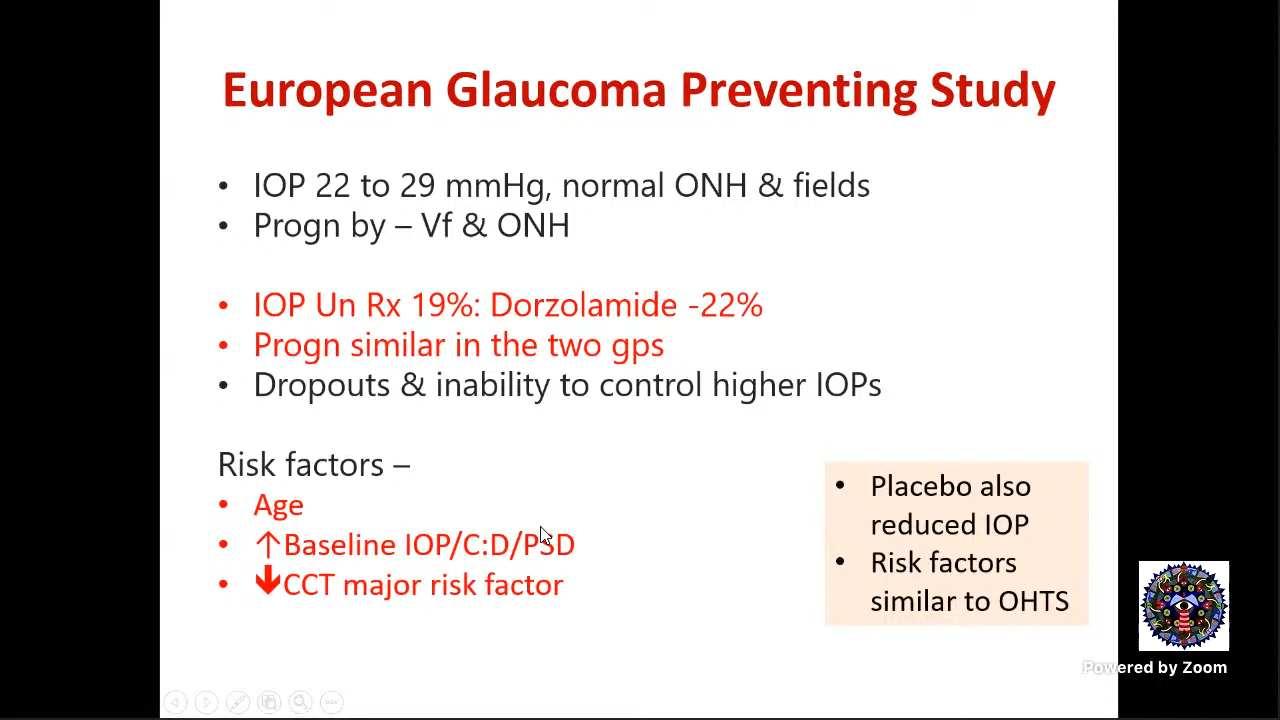 European Glaucoma Preventing Study
• IOP 22 to 29 mmHg, normal ONH & fields
• Progn by – Vf & ONH
• IOP Un Rx 19%: Dorzolamide -22%
• Progn similar in the two gps
• Dropouts & inability to control higher IOPs
Risk factors –
• Age
• ↑Baseline IOP/C:D/PSD
• 🡇CCT major risk factor
• Placebo also
reduced IOP
• Risk factors
similar to OHTS
Powered by Zoom